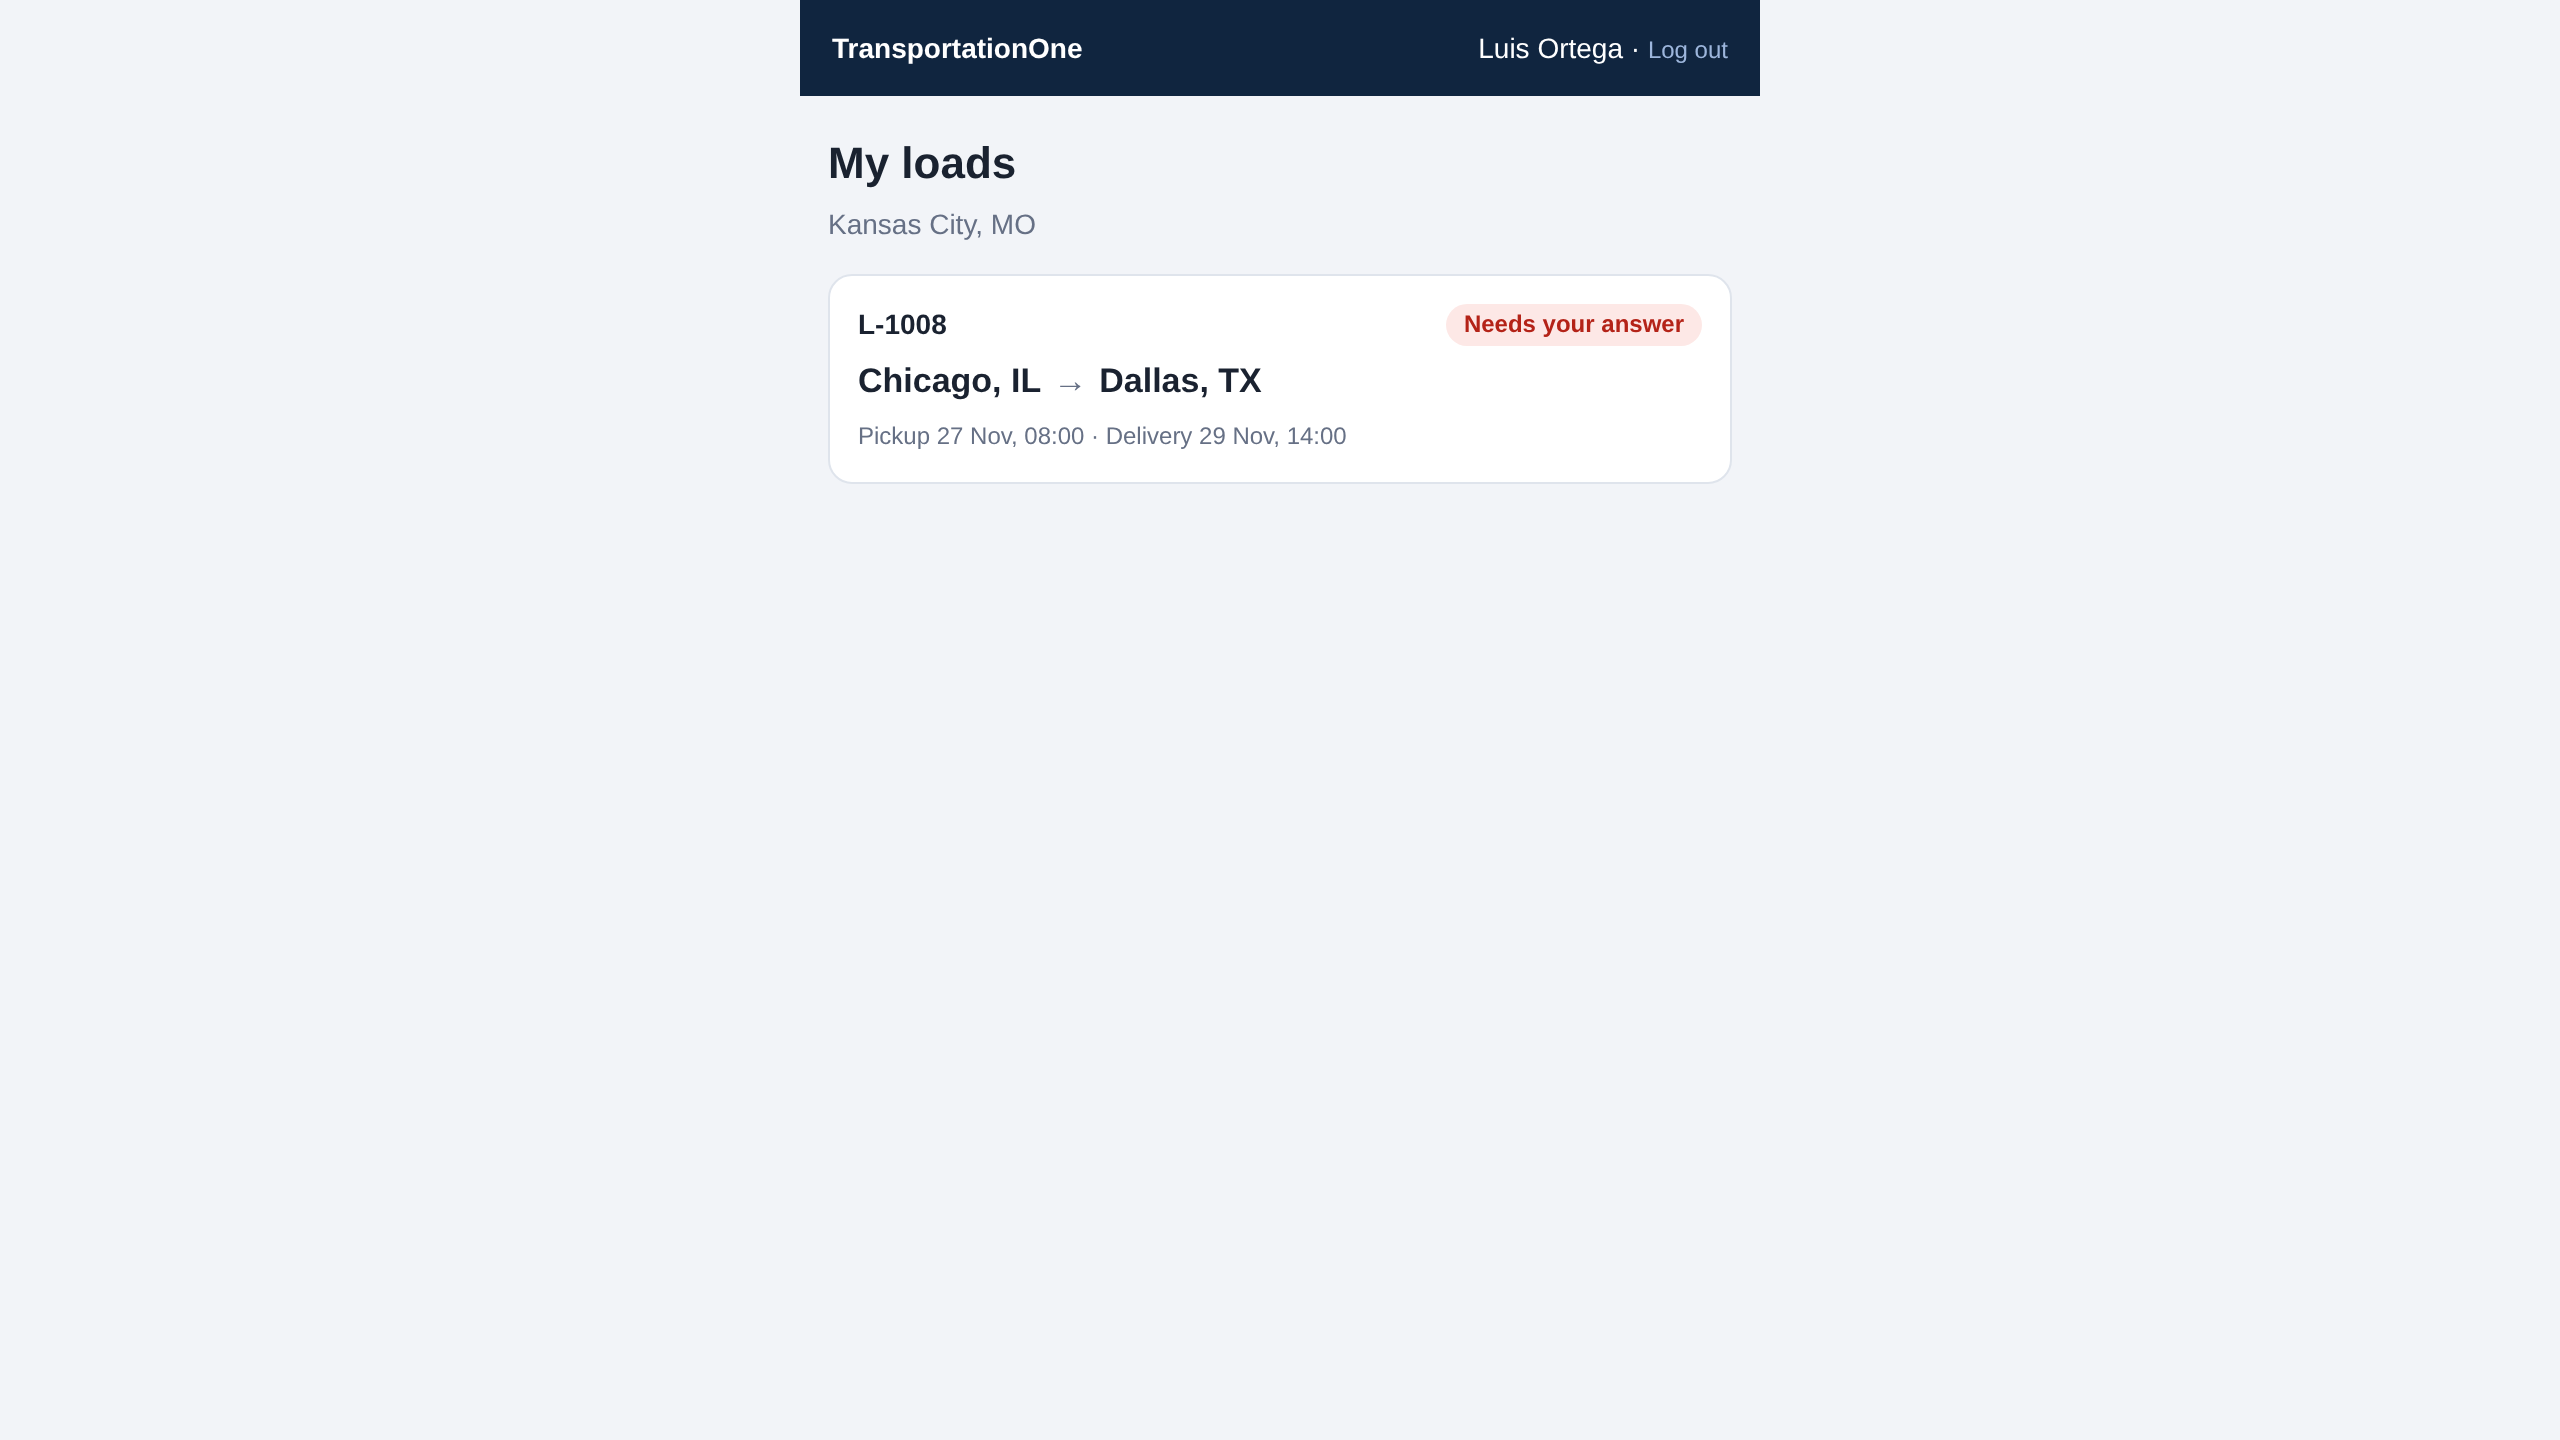 TransportationOne
Luis Ortega · Log out
My loads
Kansas City, MO
L-1008
Needs your answer
Chicago, IL → Dallas, TX
Pickup 27 Nov, 08:00 · Delivery 29 Nov, 14:00